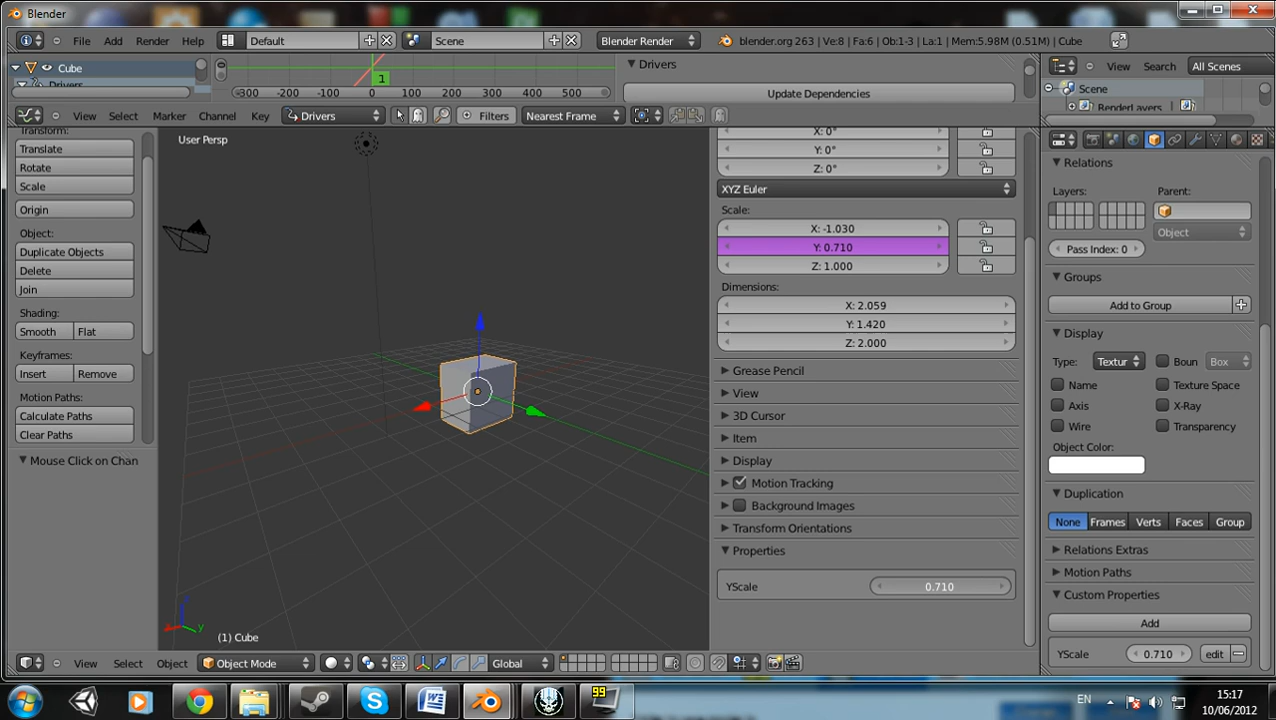 Blender
File Add Render Help Default Scene Blender Render blender.org 263 | Ve:8 | Fa:6 | Ob:1-3 | La:1 | Mem:5.98M (0.51M) | Cube
Cube
Drivers
1
-300 -200 -100 0 100 200 300 400 500
Drivers
Update Dependencies
View Search All Scenes
Scene
RenderLayers
View Select Marker Channel Key Drivers Filters Nearest Frame
Transform:
Translate
Rotate
Scale
Origin
Object:
Duplicate Objects
Delete
Join
Shading:
Smooth Flat
Keyframes:
Insert Remove
Motion Paths:
Calculate Paths
Clear Paths
Mouse Click on Chan
User Persp
(1) Cube
X: 0°
Y: 0°
Z: 0°
XYZ Euler
Scale:
X: -1.030
Y: 0.710
Z: 1.000
Dimensions:
X: 2.059
Y: 1.420
Z: 2.000
Grease Pencil
View
3D Cursor
Item
Display
Motion Tracking
Background Images
Transform Orientations
Properties
YScale 0.710
Relations
Layers: Parent:
Object
Pass Index: 0
Groups
Add to Group
Display
Type: Textur Boun Box
Name Texture Space
Axis X-Ray
Wire Transparency
Object Color:
Duplication
None Frames Verts Faces Group
Relations Extras
Motion Paths
Custom Properties
Add
YScale 0.710 edit
View Select Object Object Mode Global
99
EN
15:17
10/06/2012